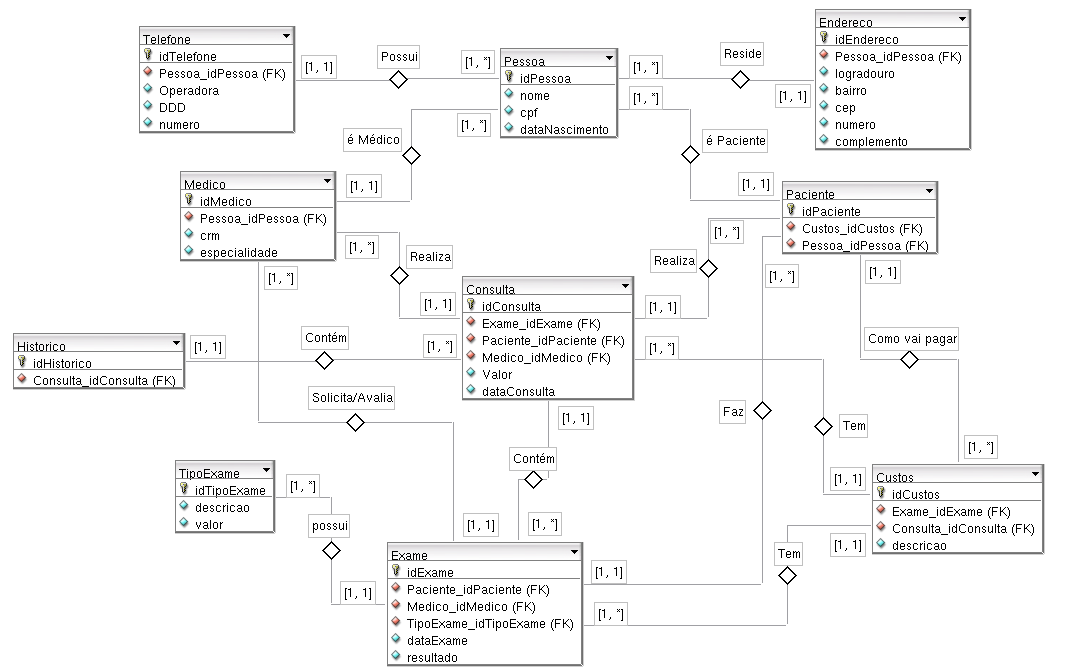 Telefone
idTelefone
Pessoa_idPessoa (FK)
Operadora
DDD
numero
[1, 1]
Possui
[1, *]
Pessoa
idPessoa
nome
cpf
dataNascimento
[1, *]
Reside
[1, 1]
Endereco
idEndereco
Pessoa_idPessoa (FK)
logradouro
bairro
cep
numero
complemento
[1, *]
é Médico
[1, 1]
[1, *]
é Paciente
[1, 1]
Medico
idMedico
Pessoa_idPessoa (FK)
crm
especialidade
[1, *]
Realiza
[1, 1]
[1, *]
Paciente
idPaciente
Custos_idCustos (FK)
Pessoa_idPessoa (FK)
[1, *]
Realiza
[1, 1]
[1, *]
[1, 1]
Consulta
idConsulta
Exame_idExame (FK)
Paciente_idPaciente (FK)
Medico_idMedico (FK)
Valor
dataConsulta
Historico
idHistorico
Consulta_idConsulta (FK)
[1, 1]
Contém
[1, *]
[1, *]
Como vai pagar
Solicita/Avalia
[1, 1]
Faz
Tem
[1, *]
Contém
TipoExame
idTipoExame
descricao
valor
[1, *]
possui
[1, 1]
[1, 1]
[1, *]
[1, 1]
Custos
idCustos
Exame_idExame (FK)
Consulta_idConsulta (FK)
descricao
[1, 1]
Tem
Exame
idExame
Paciente_idPaciente (FK)
Medico_idMedico (FK)
TipoExame_idTipoExame (FK)
dataExame
resultado
[1, 1]
[1, *]